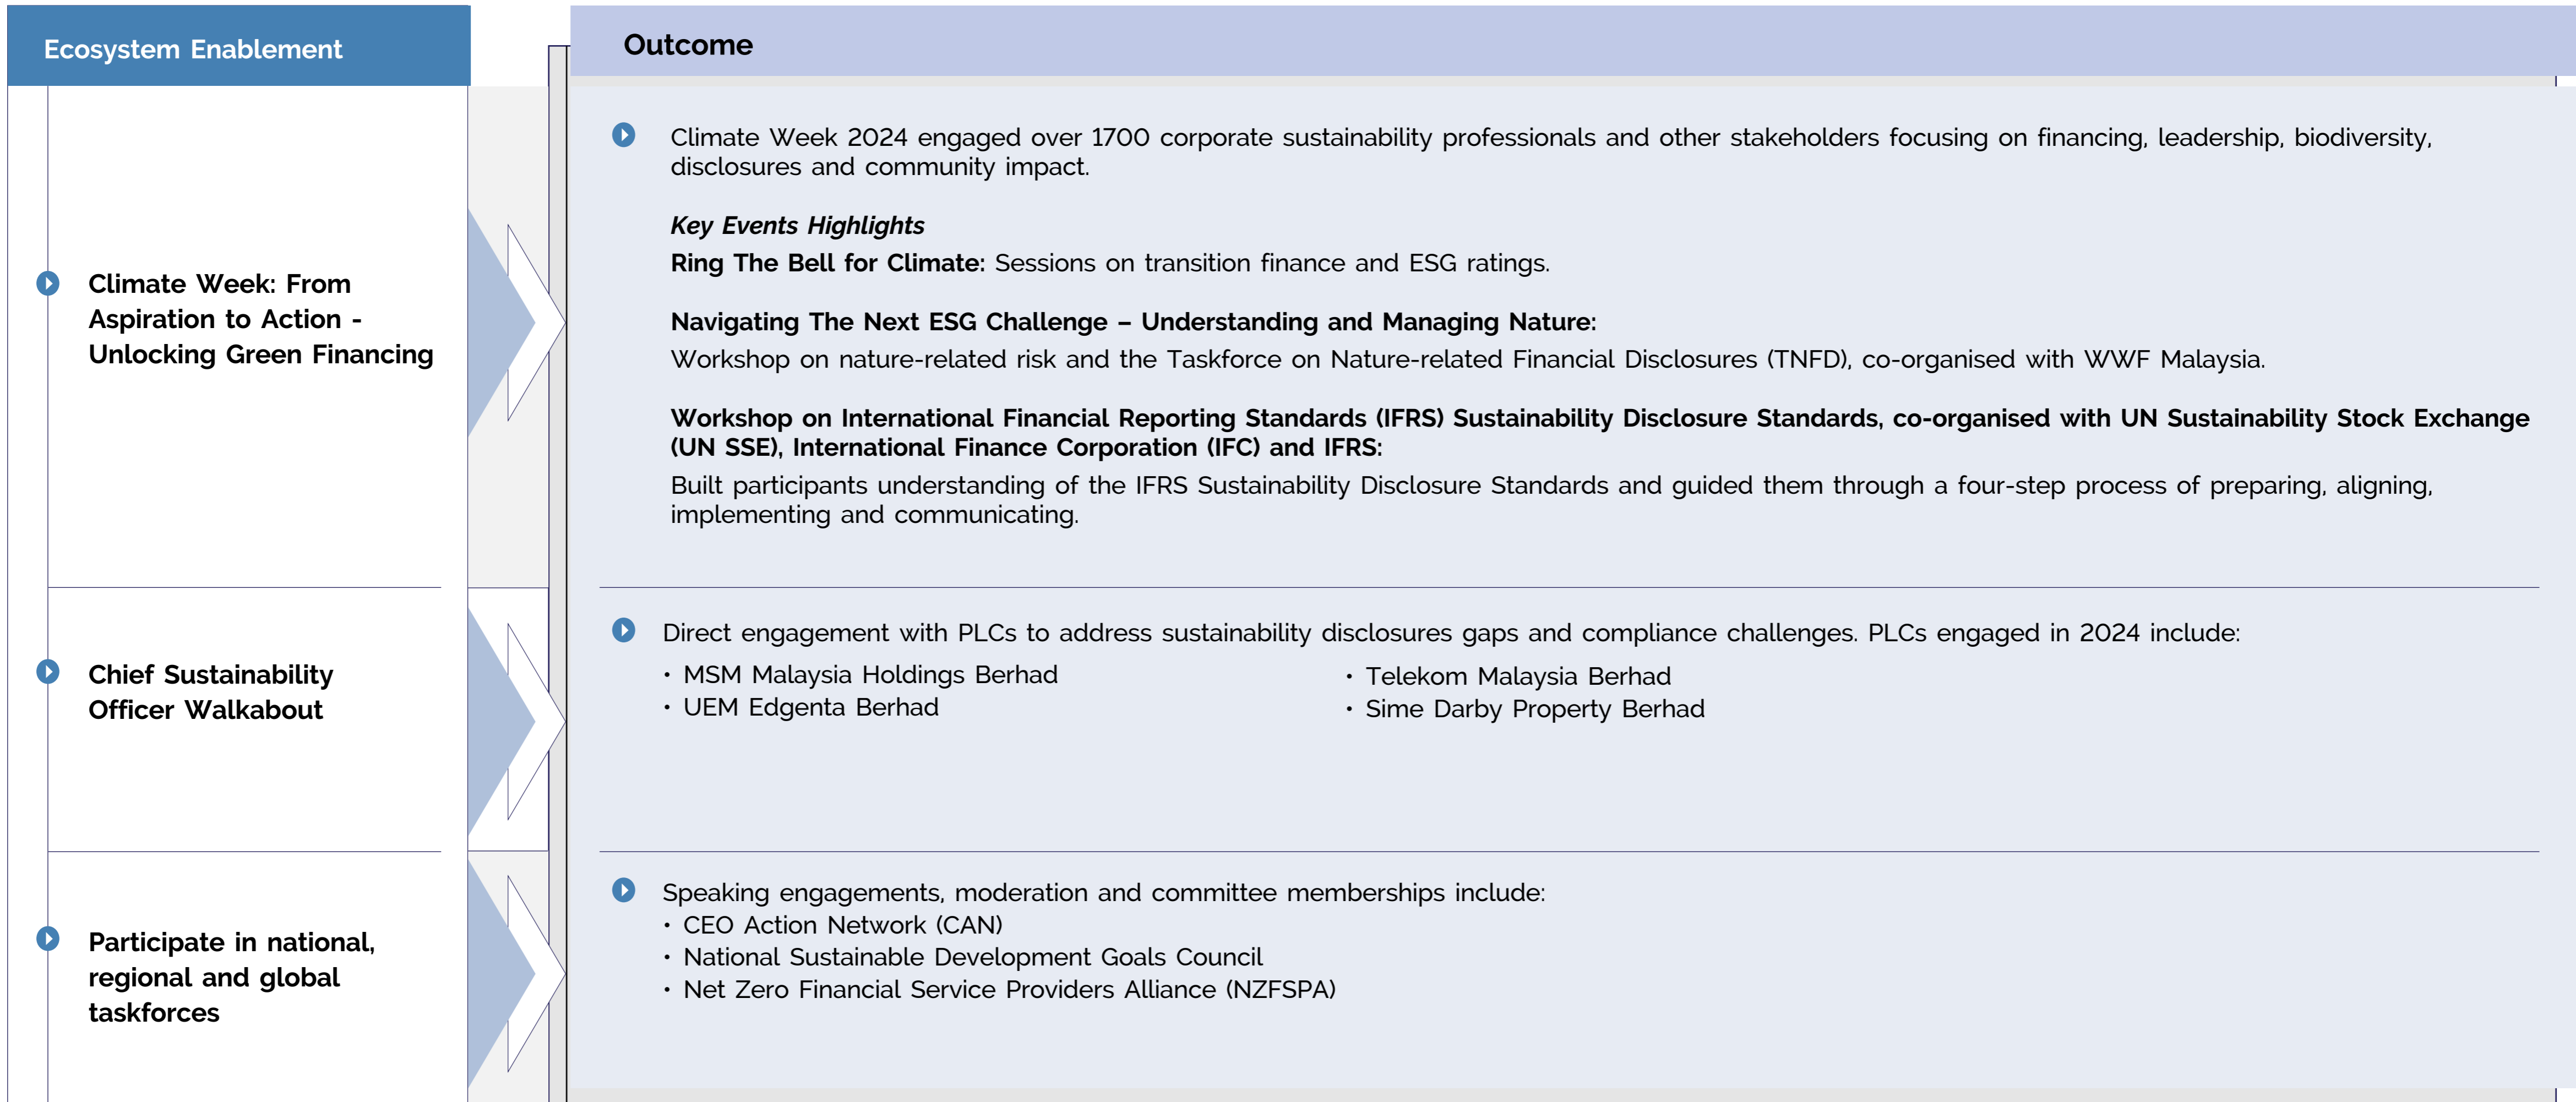 Ecosystem Enablement
Outcome
Climate Week: From
Aspiration to Action -
Unlocking Green Financing
Climate Week 2024 engaged over 1700 corporate sustainability professionals and other stakeholders focusing on financing, leadership, biodiversity,
disclosures and community impact.
Key Events Highlights
Ring The Bell for Climate: Sessions on transition finance and ESG ratings.
Navigating The Next ESG Challenge – Understanding and Managing Nature:
Workshop on nature-related risk and the Taskforce on Nature-related Financial Disclosures (TNFD), co-organised with WWF Malaysia.
Workshop on International Financial Reporting Standards (IFRS) Sustainability Disclosure Standards, co-organised with UN Sustainability Stock Exchange
(UN SSE), International Finance Corporation (IFC) and IFRS:
Built participants understanding of the IFRS Sustainability Disclosure Standards and guided them through a four-step process of preparing, aligning,
implementing and communicating.
Chief Sustainability
Officer Walkabout
Direct engagement with PLCs to address sustainability disclosures gaps and compliance challenges. PLCs engaged in 2024 include:
• MSM Malaysia Holdings Berhad
• UEM Edgenta Berhad
• Telekom Malaysia Berhad
• Sime Darby Property Berhad
Participate in national,
regional and global
taskforces
Speaking engagements, moderation and committee memberships include:
• CEO Action Network (CAN)
• National Sustainable Development Goals Council
• Net Zero Financial Service Providers Alliance (NZFSPA)